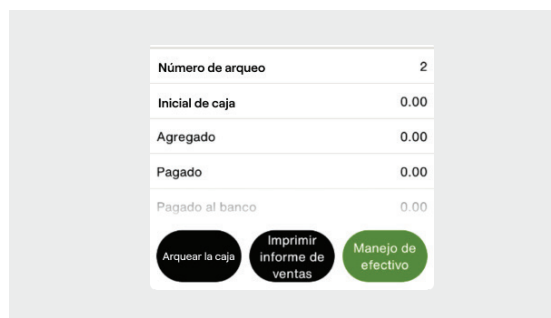 Número de arqueo 2
Inicial de caja 0.00
Agregado 0.00
Pagado 0.00
Pagado al banco 0.00
Arquear la caja
Imprimir
informe de
ventas
Manejo de
efectivo